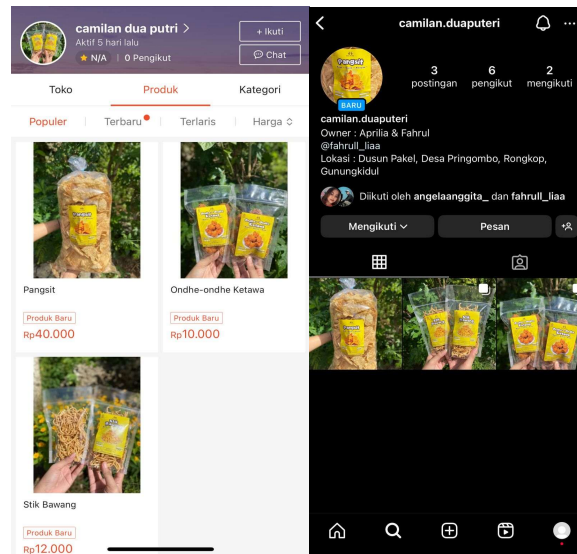 camilan dua putri >
Aktif 5 hari lalu
N/A | 0 Pengikut
+ Ikuti
Chat
Toko
Produk
Kategori
Populer
Terbaru
Terlaris
Harga
Pangsit
Produk Baru
Rp40.000
Ondhe-ondhe Ketawa
Produk Baru
Rp10.000
Stik Bawang
Produk Baru
Rp12.000
camilan.duaputeri
Pangsit
BARU
3
postingan
6
pengikut
2
mengikuti
camilan.duaputeri
Owner : Aprilia & Fahrul
@fahrull_liaa
Lokasi : Dusun Pakel, Desa Pringombo, Rongkop,
Gunungkidul
Diikuti oleh angelaanggita_ dan fahrull_liaa
Mengikuti
Pesan